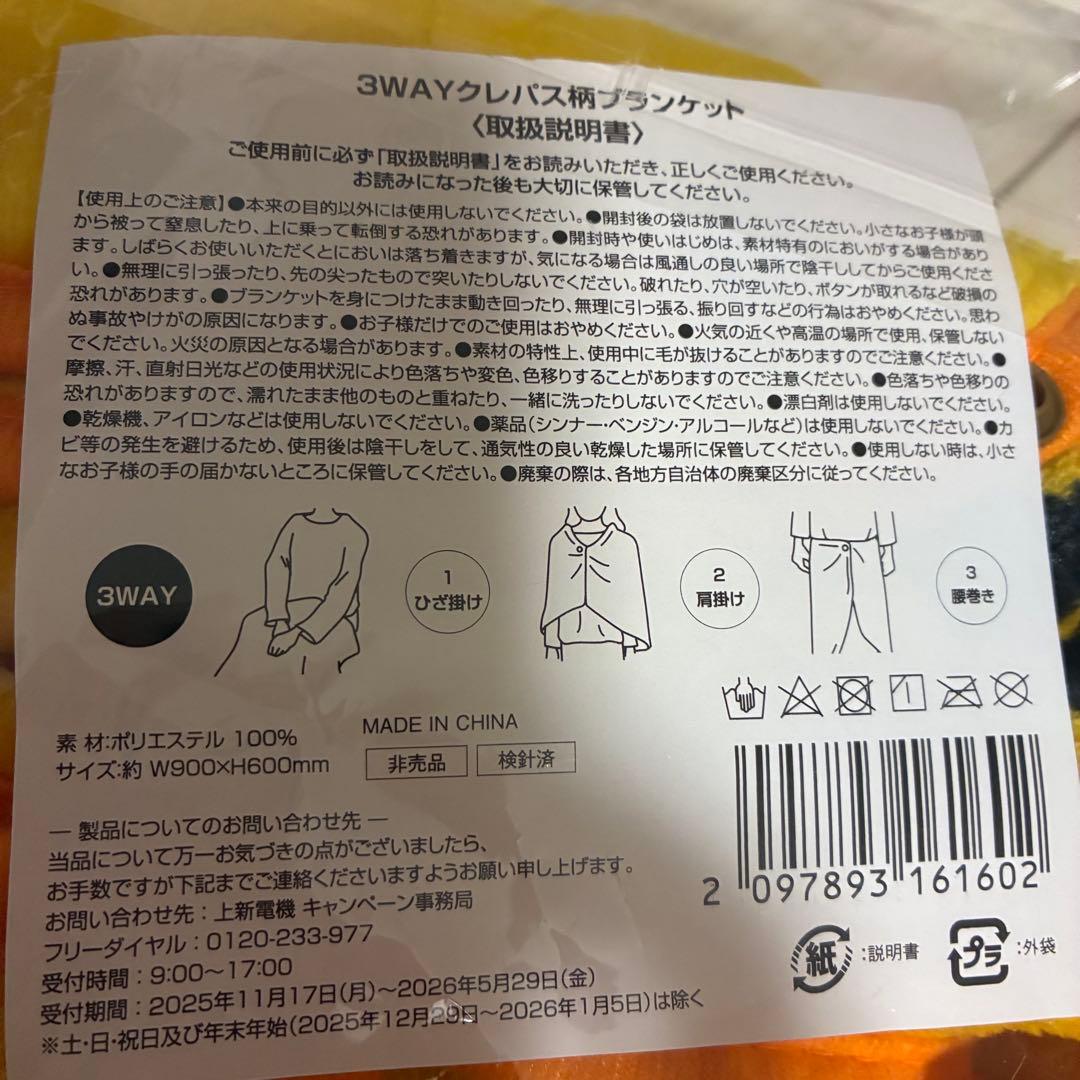 3WAYクレパス柄ブランケット
〈取扱説明書〉
ご使用前に必ず「取扱説明書」をお読みいただき、正しくご使用ください。
お読みになった後も大切に保管してください。
【使用上のご注意】●本来の目的以外には使用しないでください。●開封後の袋は放置しないでください。小さなお子様が頭
から被って窒息したり、上に乗って転倒する恐れがあります。●開封時や使いはじめは、素材特有のにおいがする場合があり
ます。しばらくお使いいただくとにおいは落ち着きますが、気になる場合は風通しの良い場所で陰干ししてからご使用くださ
い。●無理に引っ張ったり、先の尖ったもので突いたりしないでください。破れたり、穴が空いたり、ボタンが取れるなど破損の
恐れがあります。●ブランケットを身につけたまま動き回ったり、無理に引っ張る、振り回すなどの行為はおやめください。思わ
ぬ事故やけがの原因になります。●お子様だけでのご使用はおやめください。●火気の近くや高温の場所で使用、保管しない
でください。火災の原因となる場合があります。●素材の特性上、使用中に毛が抜けることがありますのでご注意ください。●
摩擦、汗、直射日光などの使用状況により色落ちや変色、色移りすることがありますのでご注意ください。●色落ちや色移りの
恐れがありますので、濡れたまま他のものと重ねたり、一緒に洗ったりしないでください。●漂白剤は使用しないでください。
●乾燥機、アイロンなどは使用しないでください。●薬品(シンナー・ベンジン・アルコールなど)は使用しないでください。●カ
ビ等の発生を避けるため、使用後は陰干しをして、通気性の良い乾燥した場所に保管してください。●使用しない時は、小さ
なお子様の手の届かないところに保管してください。●廃棄の際は、各地方自治体の廃棄区分に従ってください。
3WAY
1
ひざ掛け
2
肩掛け
3
腰巻き
素 材:ポリエステル 100%
サイズ:約 W900×H600mm
MADE IN CHINA
非売品
検針済
― 製品についてのお問い合わせ先 ―
当品について万一お気づきの点がございましたら、
お手数ですが下記までご連絡くださいますようお願い申し上げます。
お問い合わせ先:上新電機 キャンペーン事務局
フリーダイヤル:0120-233-977
受付時間:9:00〜17:00
受付期間:2025年11月17日(月)〜2026年5月29日(金)
※土・日・祝日及び年末年始(2025年12月29日〜2026年1月5日)は除く
2 097893 161602
紙:説明書
プラ:外袋